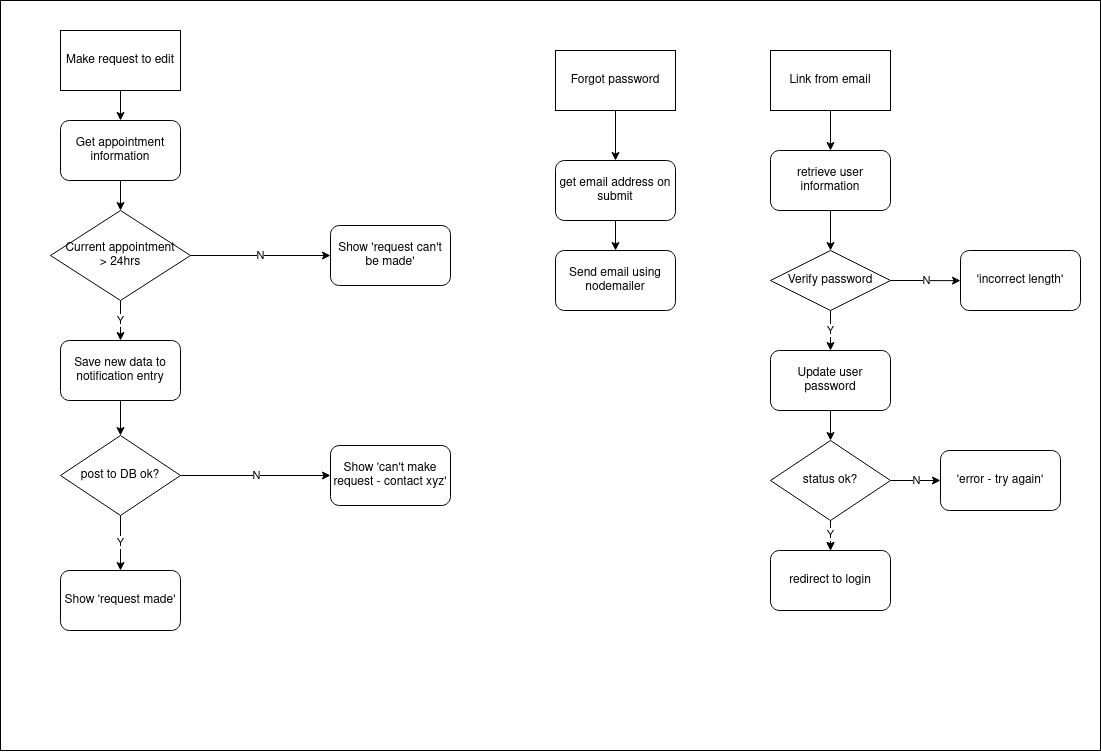 Make request to edit
Get appointment
information
Current appointment
> 24hrs
N
Show 'request can't
be made'
Y
Save new data to
notification entry
post to DB ok?
N
Show 'can't make
request - contact xyz'
Y
Show 'request made'
Forgot password
get email address on
submit
Send email using
nodemailer
Link from email
retrieve user
information
Verify password
N
'incorrect length'
Y
Update user
password
status ok?
N
'error - try again'
Y
redirect to login